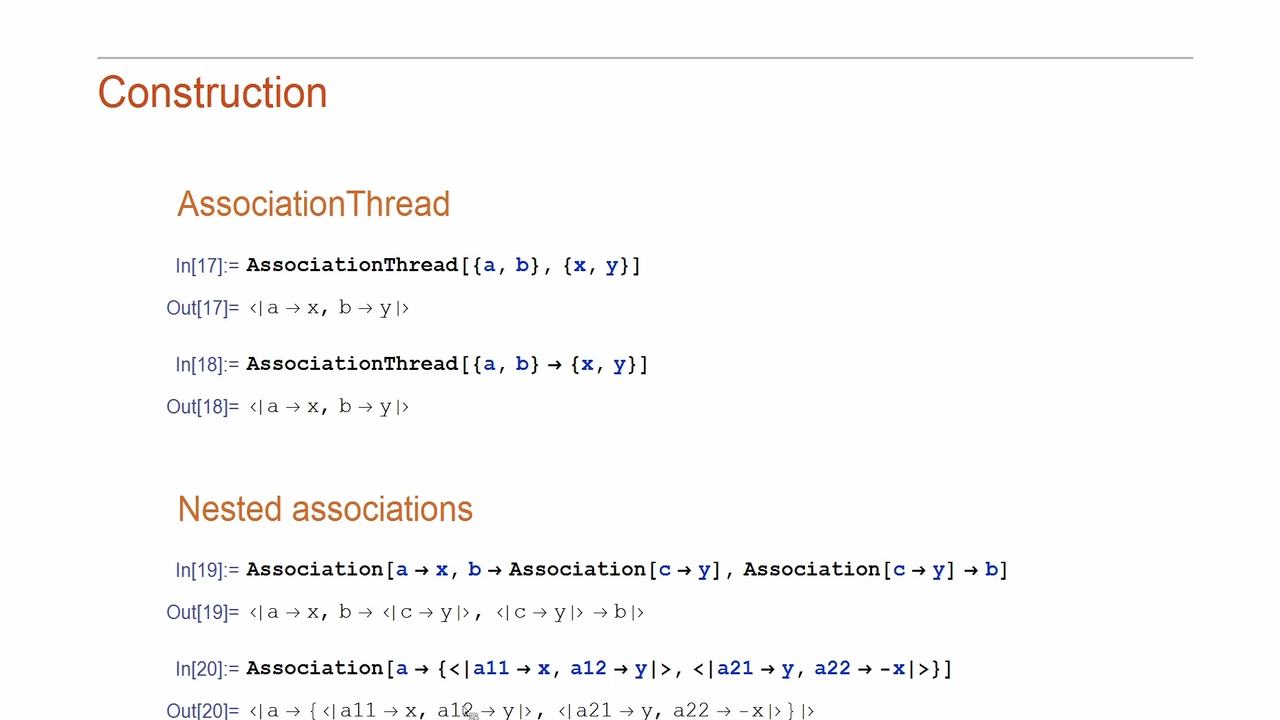 Construction
AssociationThread
In[17]:= AssociationThread[{a, b}, {x, y}]
Out[17]= <|a → x, b → y|>
In[18]:= AssociationThread[{a, b} → {x, y}]
Out[18]= <|a → x, b → y|>
Nested associations
In[19]:= Association[a → x, b → Association[c → y], Association[c → y] → b]
Out[19]= <|a → x, b → <|c → y|>, <|c → y|> → b|>
In[20]:= Association[a → {<|a11 → x, a12 → y|>, <|a21 → y, a22 → -x|>}]
Out[20]= <|a → {<|a11 → x, a12 → y|>, <|a21 → y, a22 → -x|>}|>